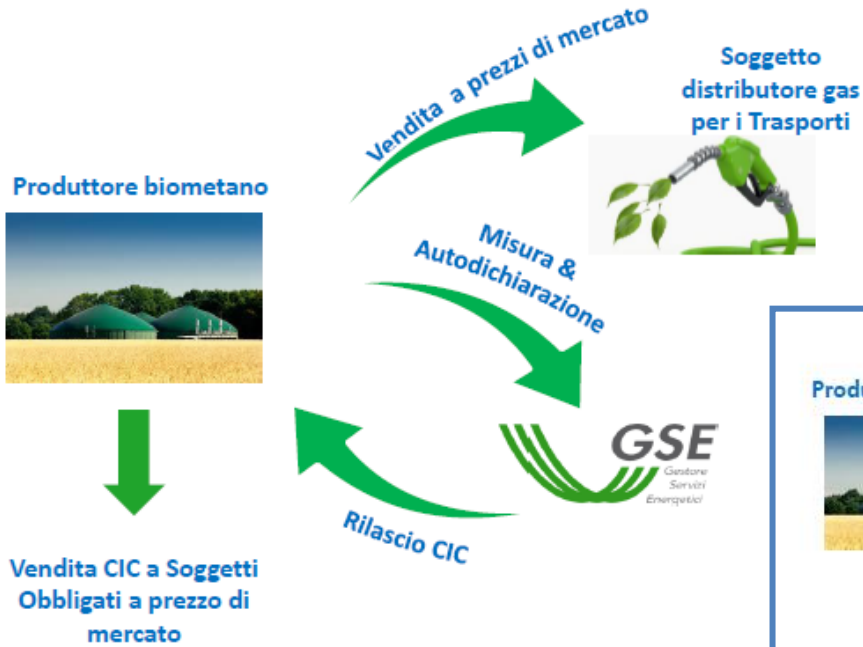 Vendita a prezzi di mercato
Soggetto
distributore gas
per i Trasporti
Produttore biometano
Misura &
Autodichiarazione
GSE
Gestore
Servizi
Energetici
Rilascio CIC
Vendita CIC a Soggetti
Obbligati a prezzo di
mercato
Produ